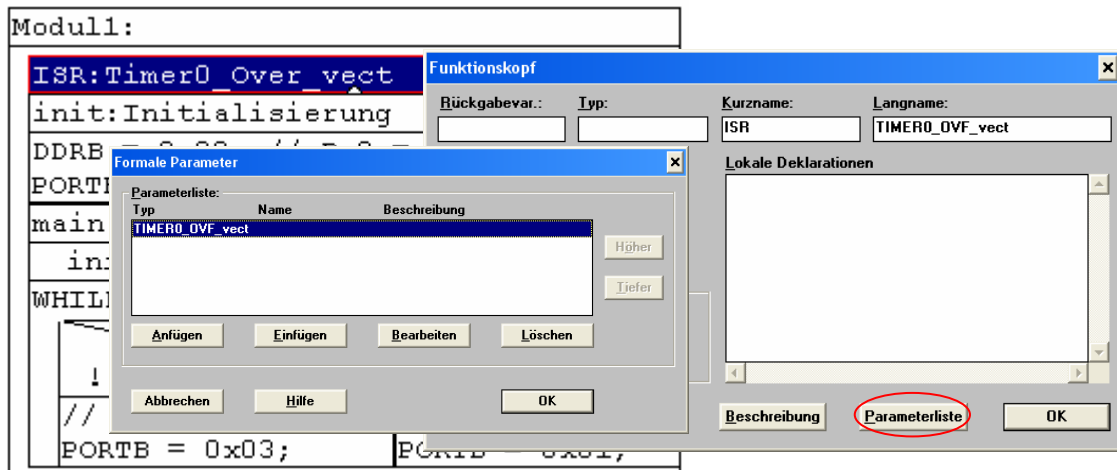 Modul1:
ISR:Timer0_Over_vect
init:Initialisierung
DDRB =
main
WHILE
!
//
PORTB = 0x03;
Funktionskopf
Rückgabevar.: Typ: Kurzname: Langname:
ISR TIMER0_OVF_vect
Lokale Deklarationen
Formale Parameter
Parameterliste:
Typ Name Beschreibung
TIMER0_OVF_vect
Höher
Tiefer
Anfügen Einfügen Bearbeiten Löschen
Abbrechen Hilfe OK
Beschreibung Parameterliste OK